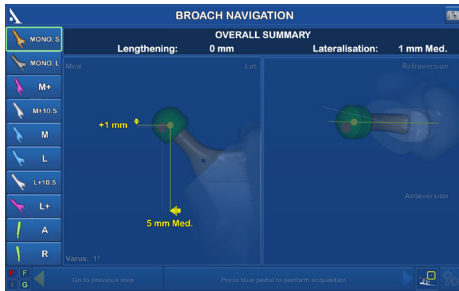 BROACH NAVIGATION
OVERALL SUMMARY
Lengthening: 0 mm Lateralisation: 1 mm Med.
MONO. S
MONO. L
M+
M+10.5
M
L
L+10.5
L+
A
R
Med. Lat.
+1 mm
5 mm Med.
Varus: 1°
Retroversion
Anteversion
F
I G
Go to previous step
Press blue pedal to perform acquisition